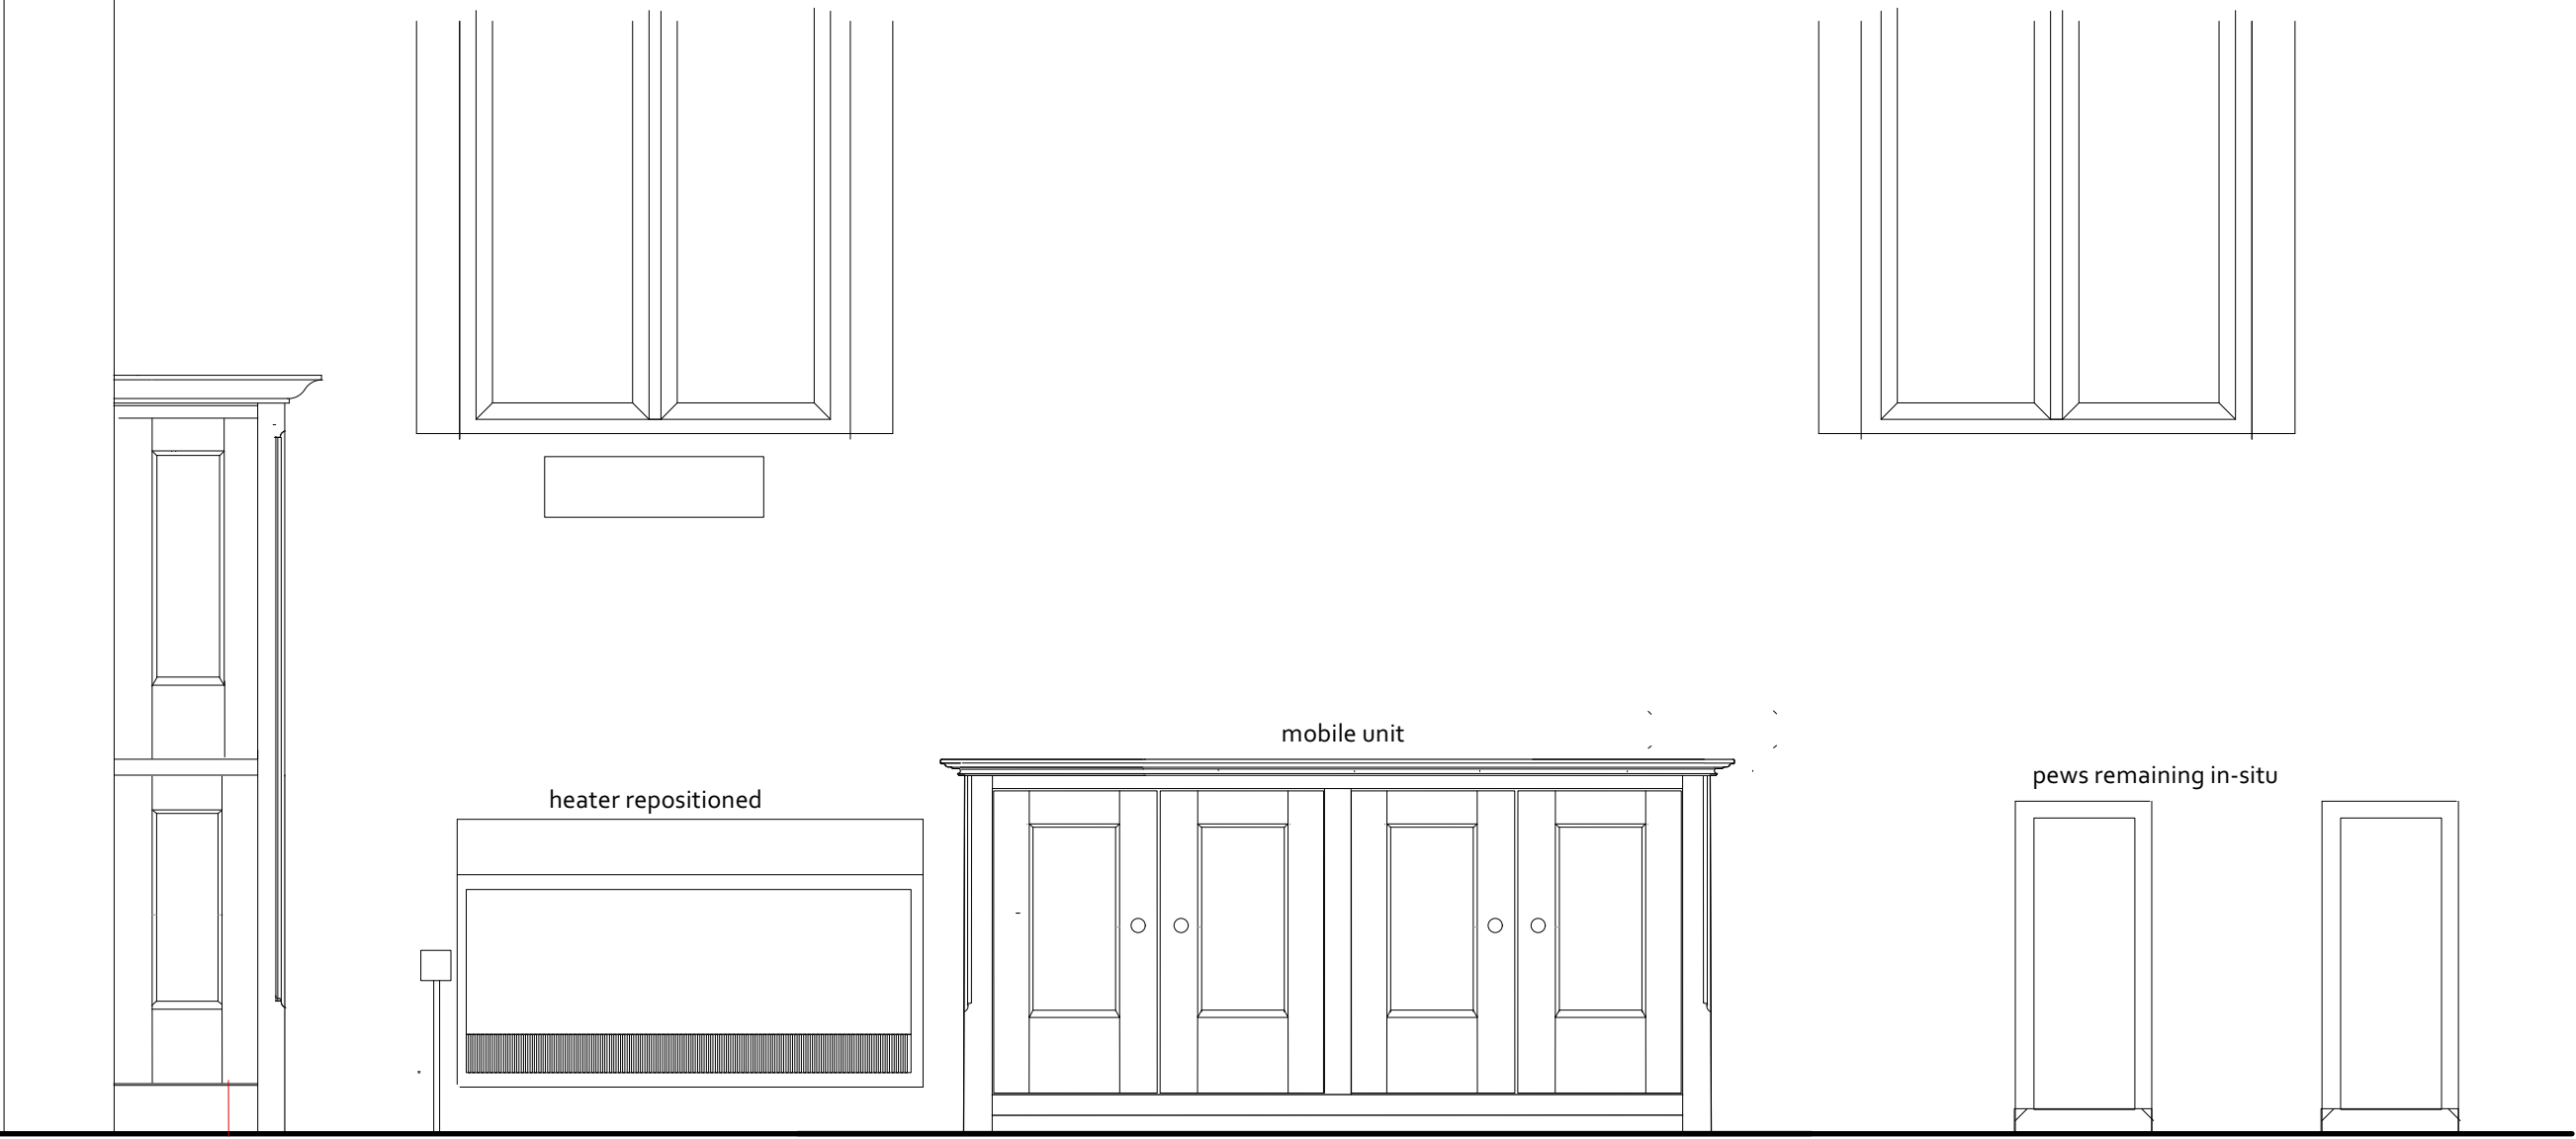 mobile unit
pews remaining in-situ
heater repositioned